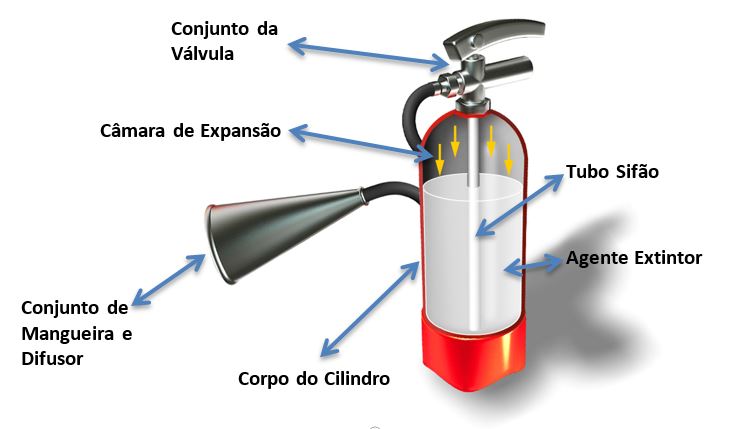 Conjunto da
Válvula
Câmara de Expansão
Tubo Sifão
Agente Extintor
Conjunto de
Mangueira e
Difusor
Corpo do Cilindro